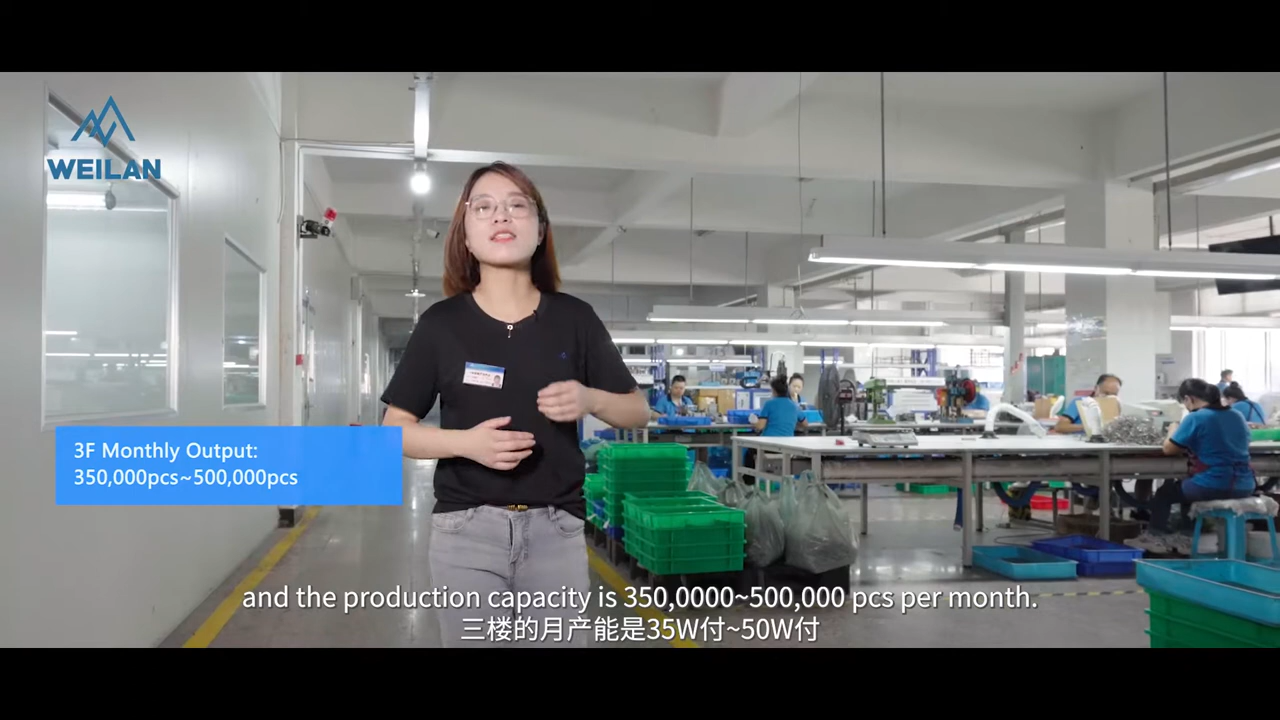 WEILAN
3F Monthly Output:
350,000pcs~500,000pcs
and the production capacity is 350,0000~500,000 pcs per month.
三楼的月产能是35W付~50W付